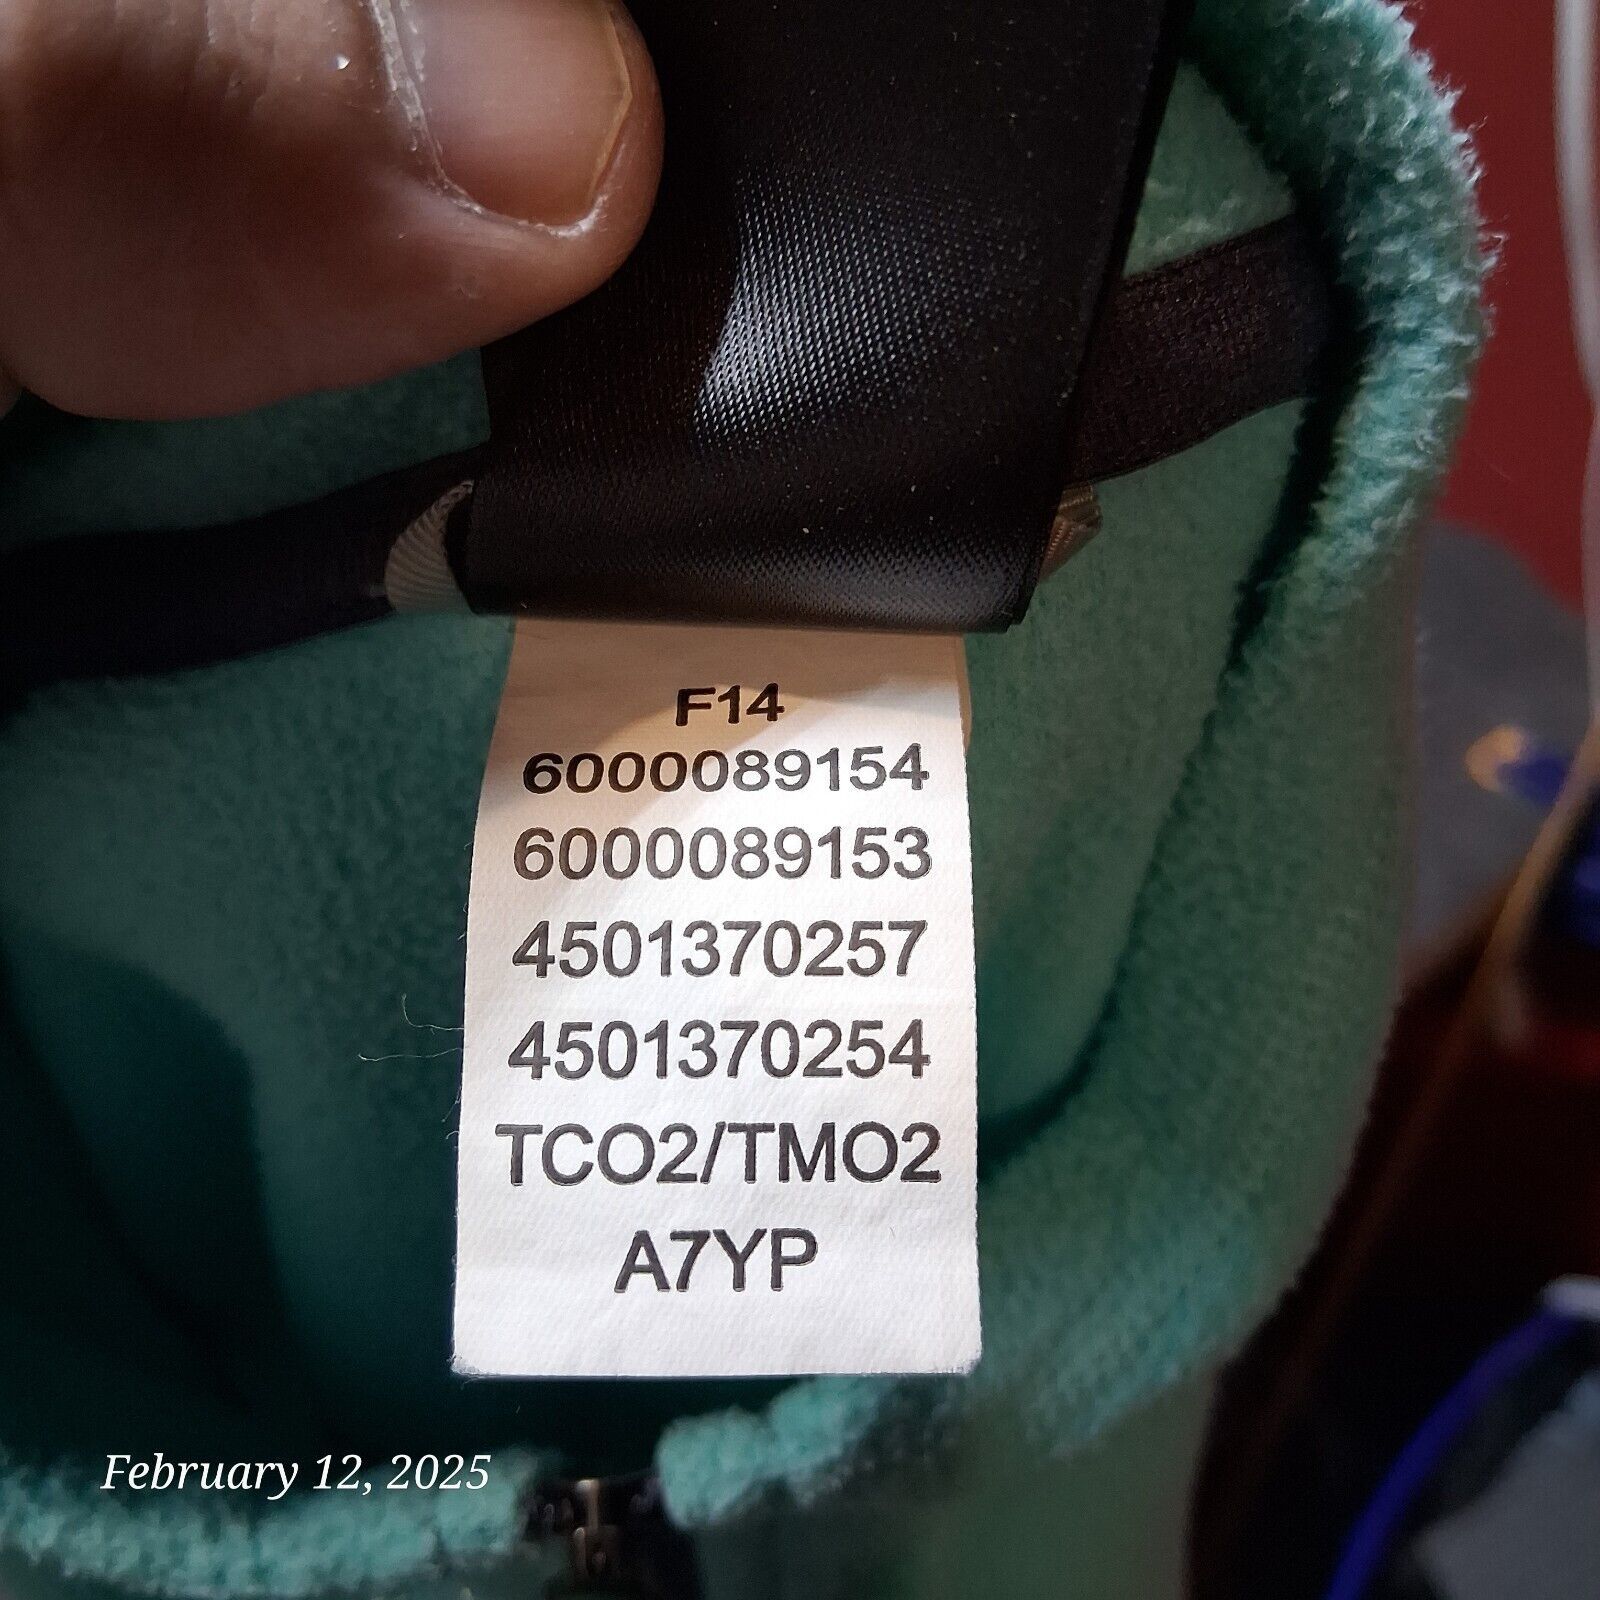 F14
6000089154
6000089153
4501370257
4501370254
TCO2/TMO2
A7YP
February 12, 2025